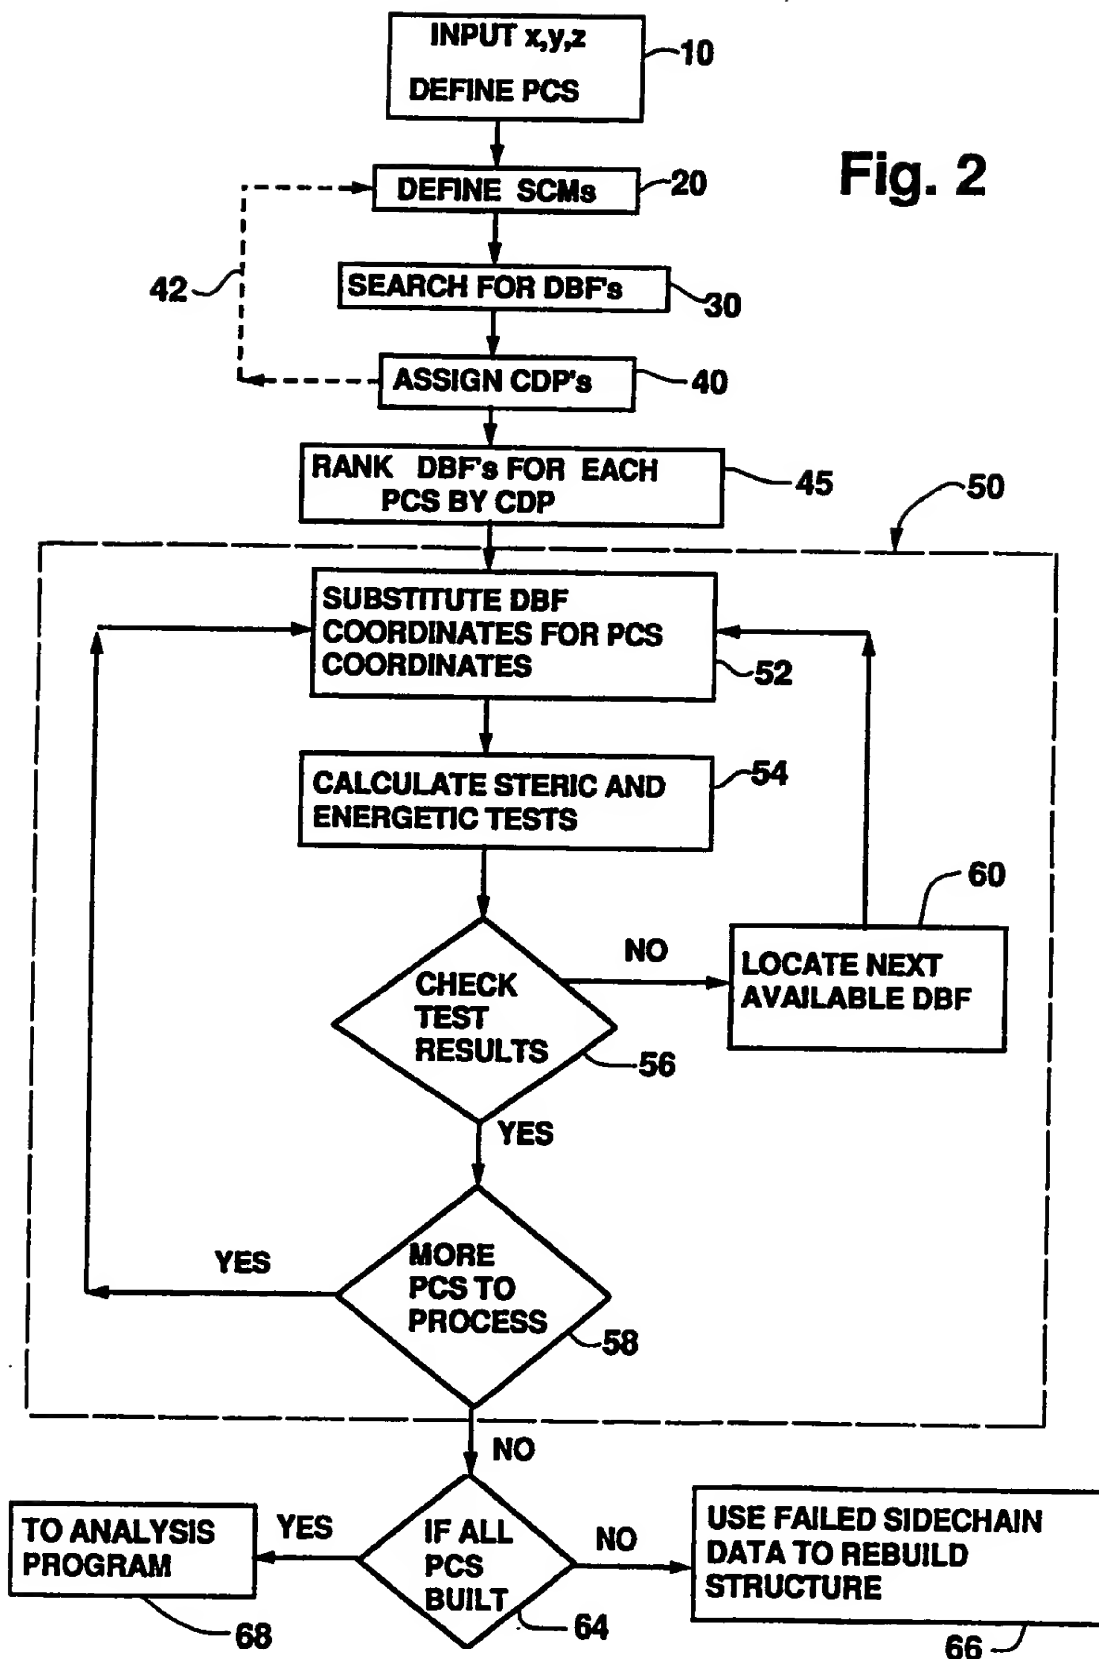 INPUT x,y,z
DEFINE PCS
10
Fig. 2
DEFINE SCMs
20
42
SEARCH FOR DBF's
30
ASSIGN CDP's
40
RANK DBF's FOR EACH
PCS BY CDP
45
50
SUBSTITUTE DBF
COORDINATES FOR PCS
COORDINATES
52
CALCULATE STERIC AND
ENERGETIC TESTS
54
60
NO
LOCATE NEXT
AVAILABLE DBF
CHECK
TEST
RESULTS
56
YES
YES
MORE
PCS TO
PROCESS
58
NO
TO ANALYSIS
PROGRAM
68
YES
IF ALL
PCS
BUILT
64
NO
USE FAILED SIDECHAIN
DATA TO REBUILD
STRUCTURE
66